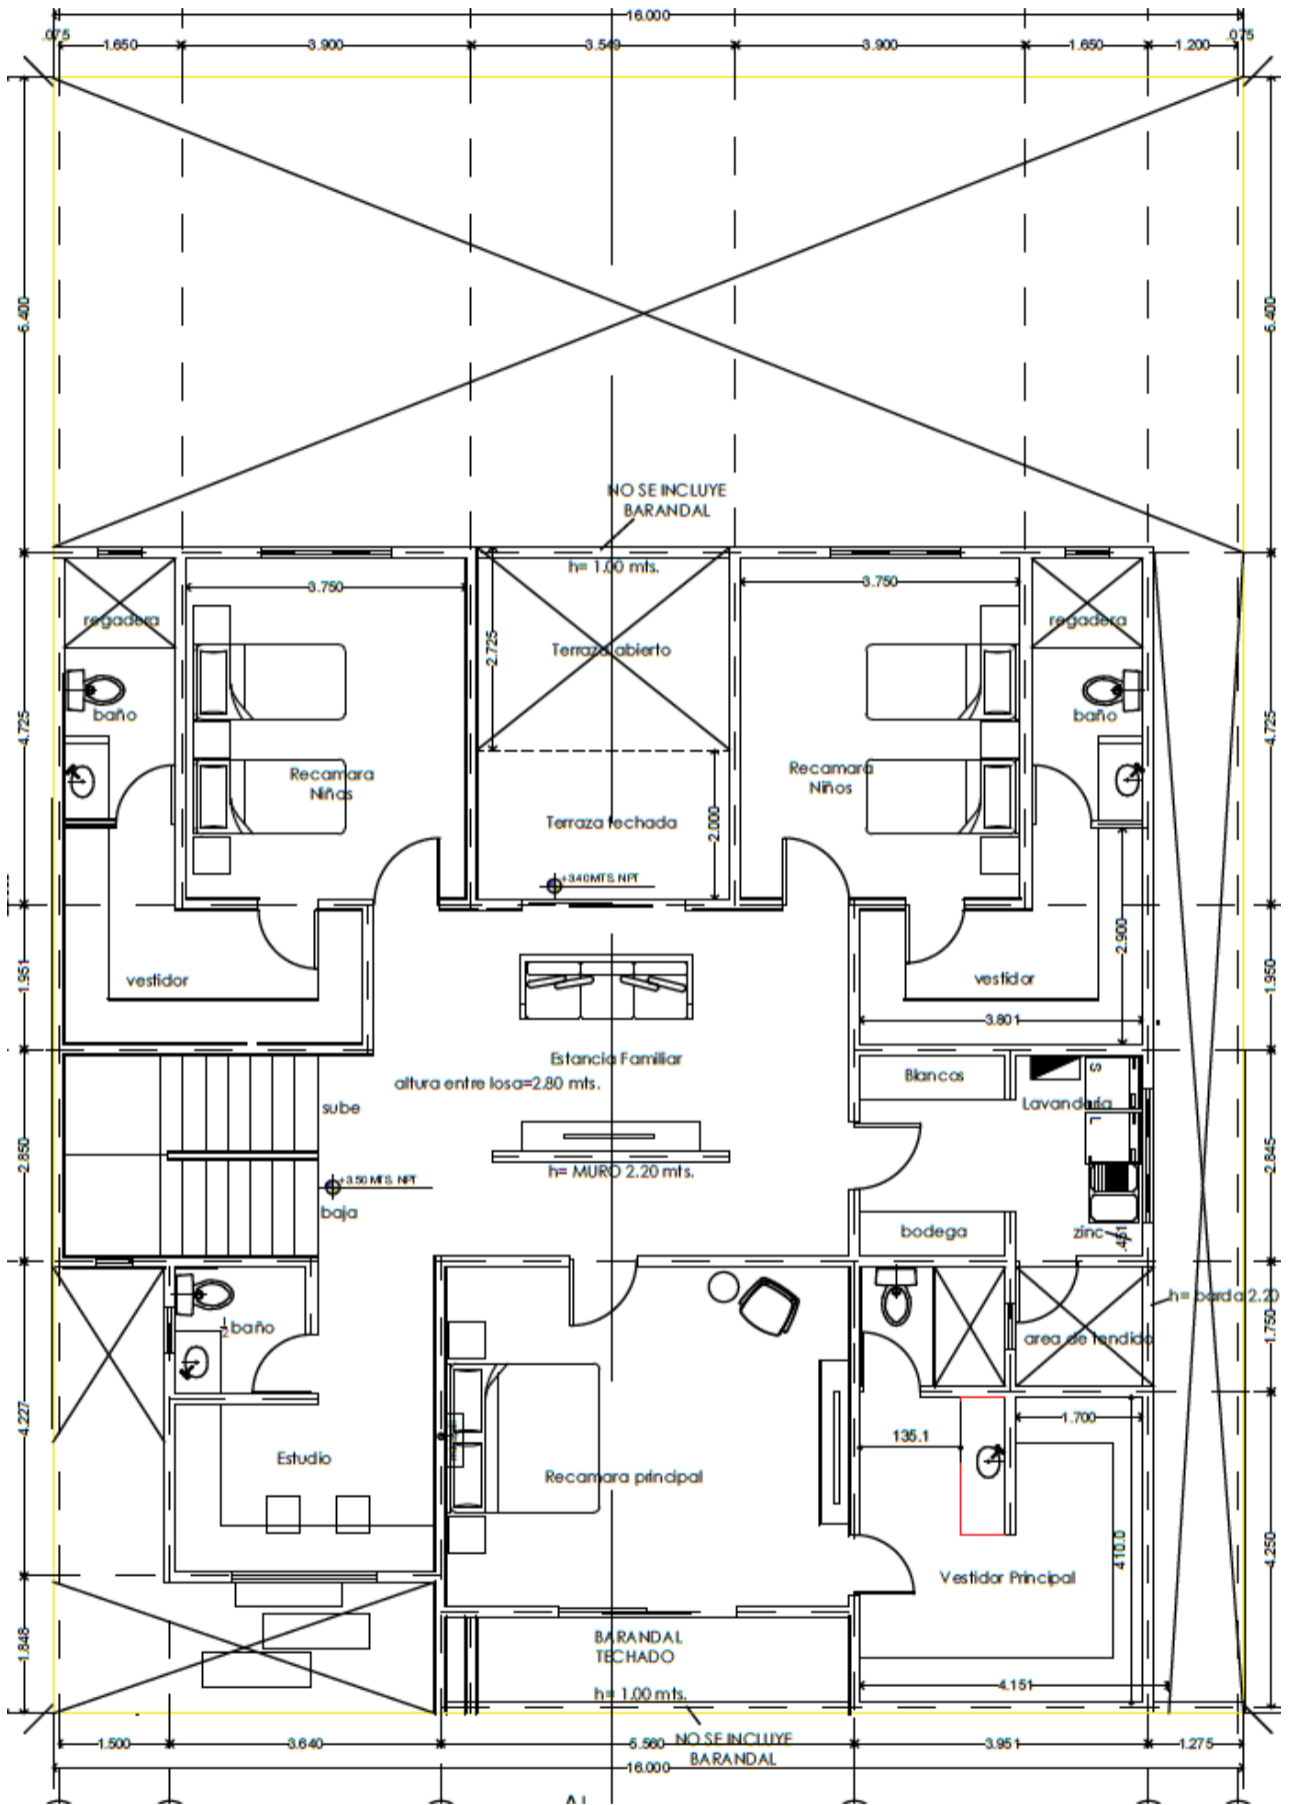 16.000
.075
1.650
3.900
3.549
3.900
1.650
1.200
.075
6.400
6.400
NO SE INCLUYE
BARANDAL
h= 1.00 mts.
3.750
3.750
regadera
regadera
2.725
Terraza abierto
4.725
baño
baño
4.725
Recamara
Niñas
Recamara
Niños
Terraza techada
2.000
+3.40MTS. NPT
2.900
1.951
vestidor
vestidor
1.950
3.801
Estancia Familiar
altura entre losa=2.80 mts.
Blancos
S
Lavanderia
L
sube
2.850
2.845
h= MURO 2.20 mts.
+3.50 MTS. NPT
baja
bodega
zinc
.451
h= barda 2.20
½ baño
area de tendido
1.750
4.227
1.700
135.1
Estudio
Recamara principal
410.0
4.250
Vestidor Principal
1.848
BARANDAL
TECHADO
h= 1.00 mts.
4.151
NO SE INCLUYE
BARANDAL
1.500
3.640
5.560
3.951
1.275
16.000